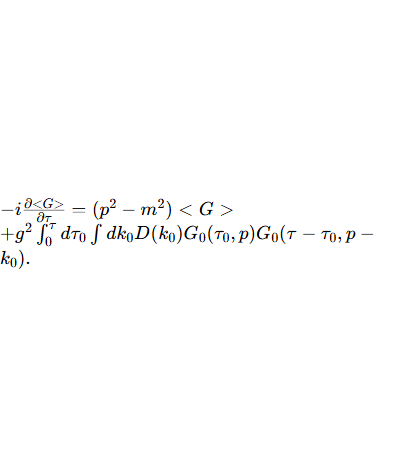 −i ∂<G>/∂τ = (p² − m²) < G >
+g² ∫₀^τ dτ₀ ∫ dk₀D(k₀)G₀(τ₀, p)G₀(τ − τ₀, p −
k₀).